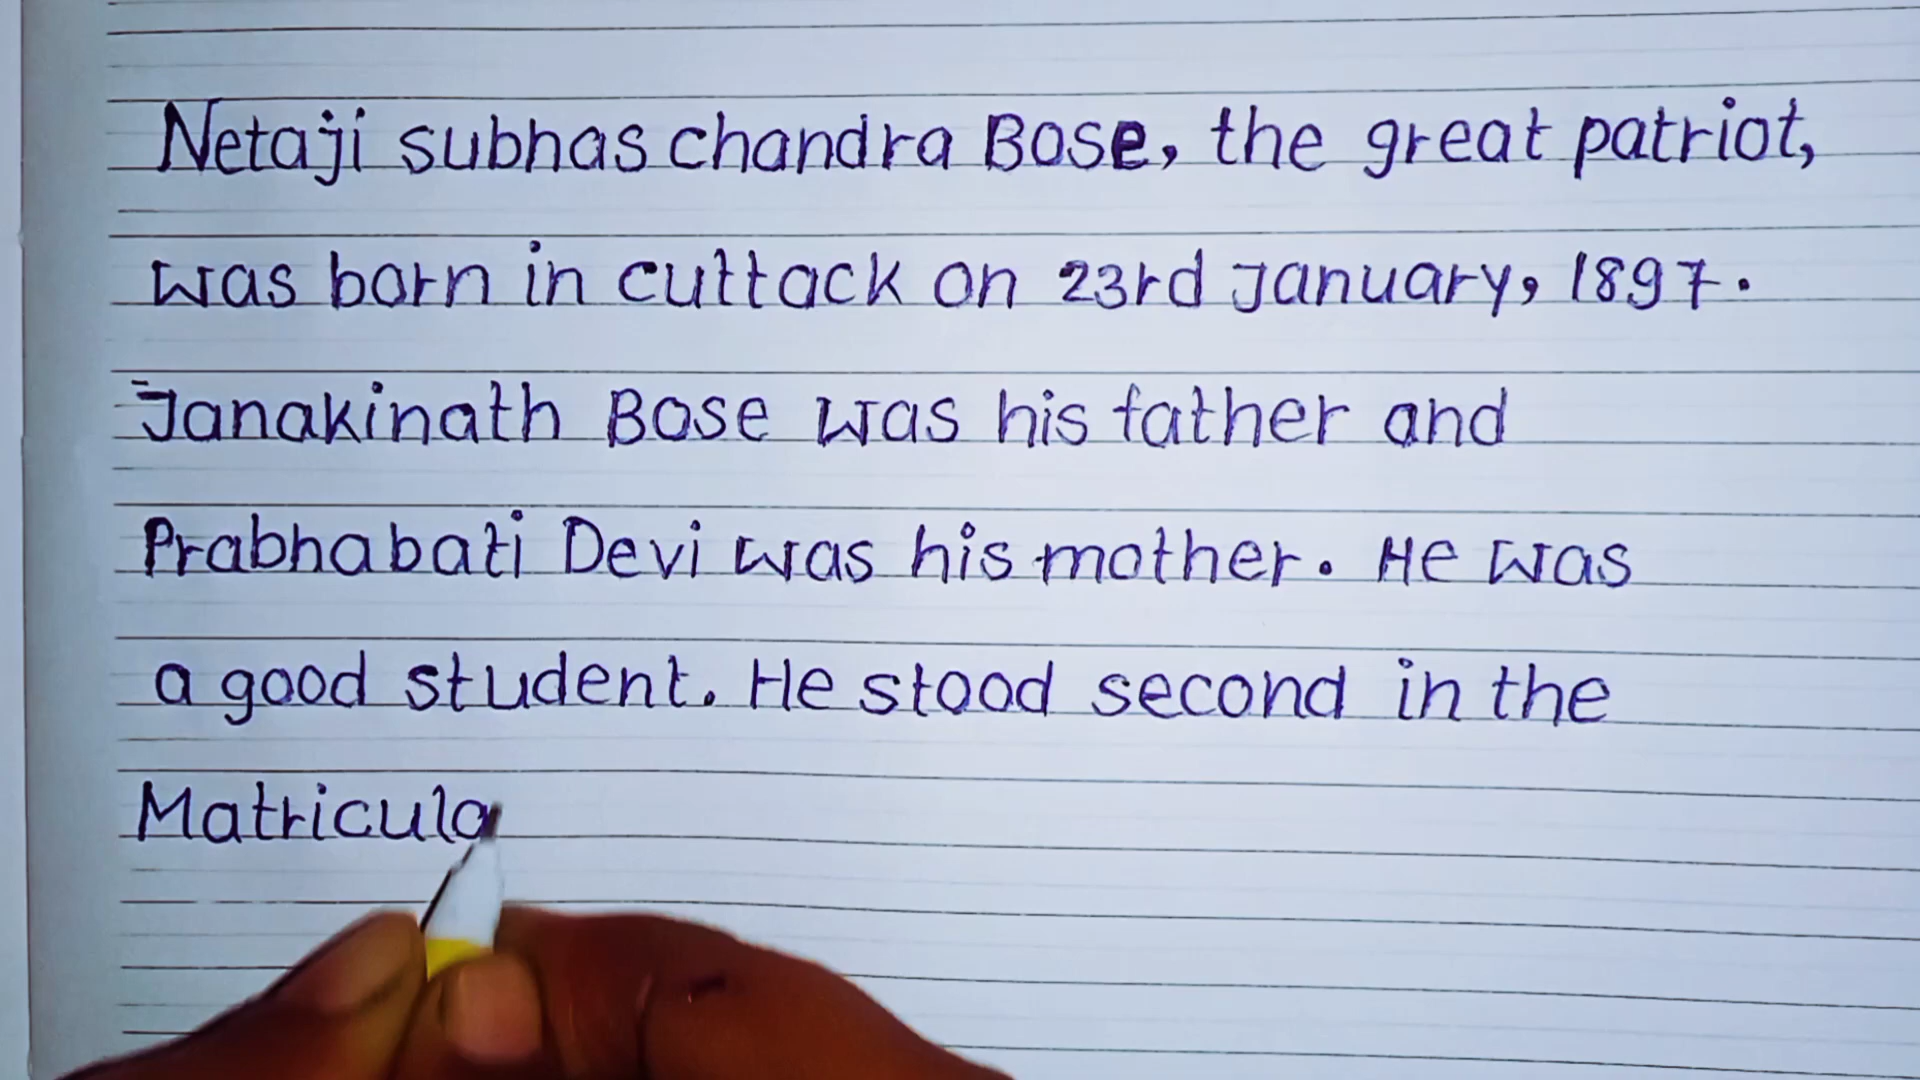 Netaji subhas chandra Bose, the great patriot,
was born in cuttack on 23rd January, 1897.
Janakinath Bose was his father and
Prabhabati Devi was his mother. He was
a good student. He stood second in the
Matricula